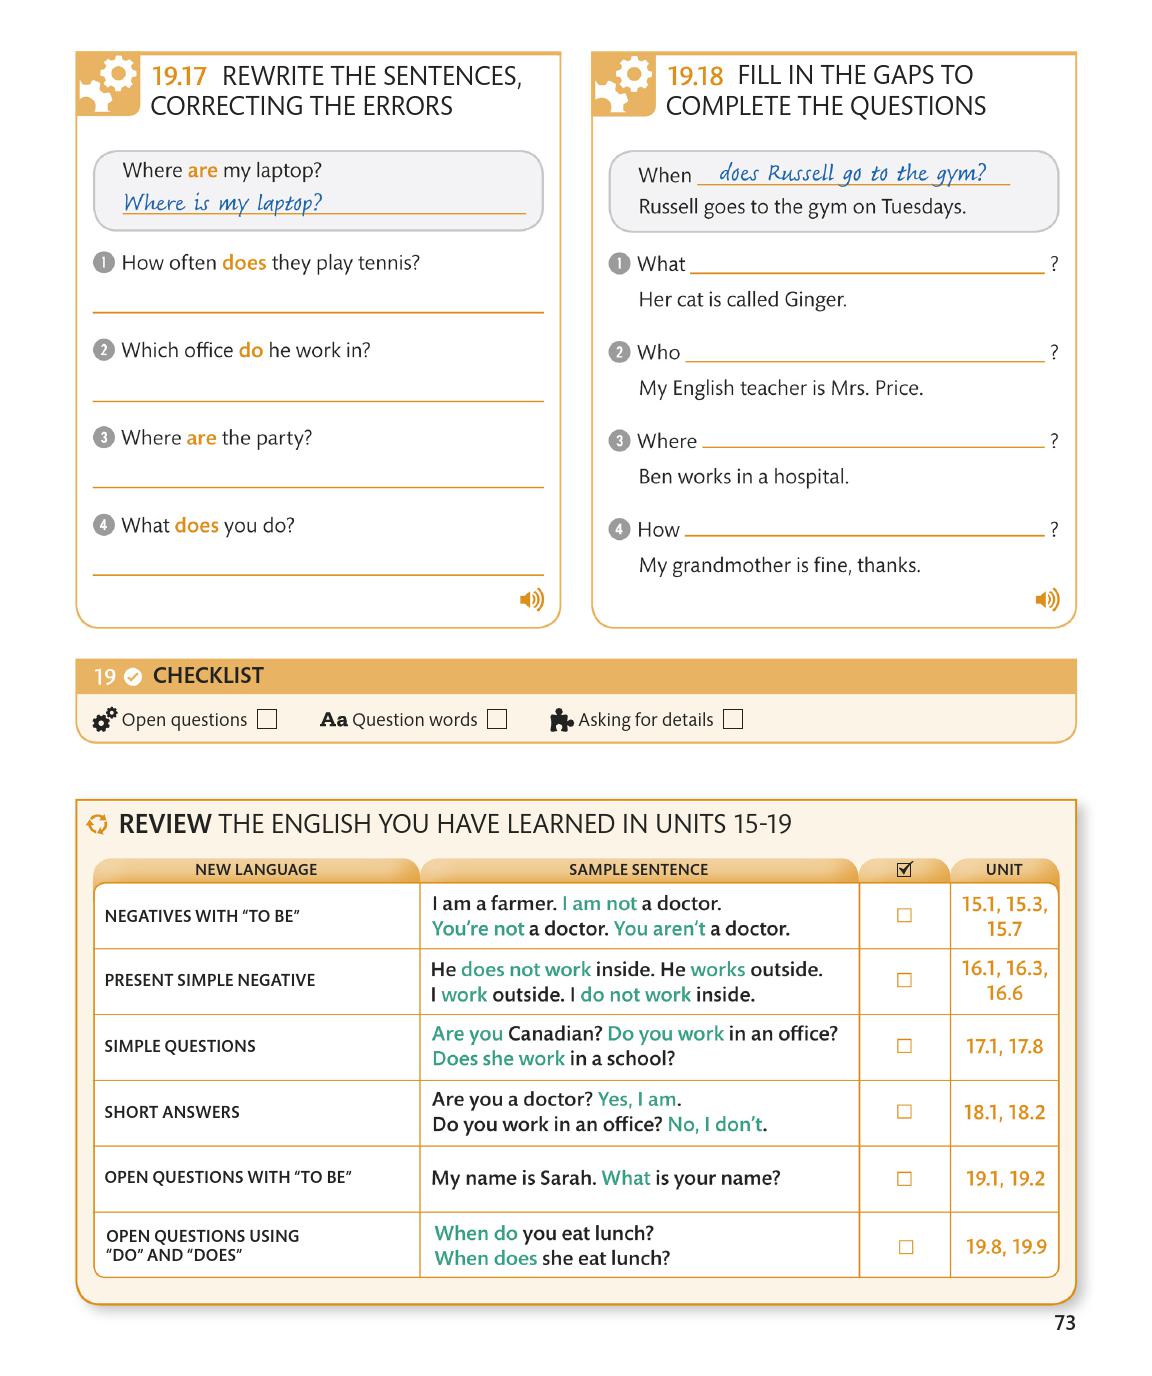 19.17 REWRITE THE SENTENCES,
CORRECTING THE ERRORS
Where are my laptop?
Where is my laptop?
1 How often does they play tennis?
2 Which office do he work in?
3 Where are the party?
4 What does you do?
19.18 FILL IN THE GAPS TO
COMPLETE THE QUESTIONS
When does Russell go to the gym?
Russell goes to the gym on Tuesdays.
1 What ?
Her cat is called Ginger.
2 Who ?
My English teacher is Mrs. Price.
3 Where ?
Ben works in a hospital.
4 How ?
My grandmother is fine, thanks.
19 CHECKLIST
Open questions Aa Question words Asking for details
REVIEW THE ENGLISH YOU HAVE LEARNED IN UNITS 15-19
NEW LANGUAGE SAMPLE SENTENCE UNIT
NEGATIVES WITH “TO BE”
I am a farmer. I am not a doctor.
You’re not a doctor. You aren’t a doctor.
15.1, 15.3,
15.7
PRESENT SIMPLE NEGATIVE
He does not work inside. He works outside.
I work outside. I do not work inside.
16.1, 16.3,
16.6
SIMPLE QUESTIONS
Are you Canadian? Do you work in an office?
Does she work in a school?
17.1, 17.8
SHORT ANSWERS
Are you a doctor? Yes, I am.
Do you work in an office? No, I don’t.
18.1, 18.2
OPEN QUESTIONS WITH “TO BE”
My name is Sarah. What is your name?
19.1, 19.2
OPEN QUESTIONS USING
“DO” AND “DOES”
When do you eat lunch?
When does she eat lunch?
19.8, 19.9
73